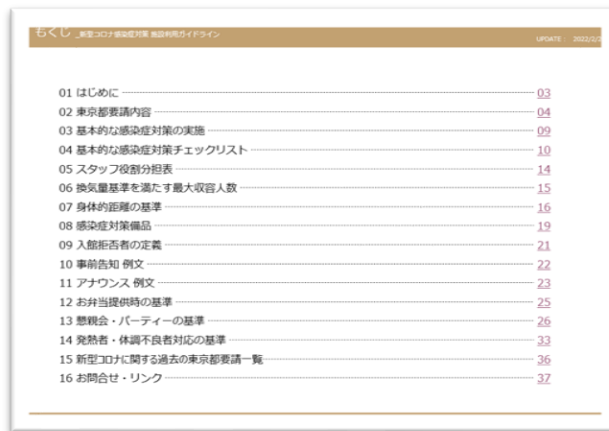 もくじ _新型コロナ感染症対策 施設利用ガイドライン
UPDATE： 2022/2/2
01 はじめに 03
02 東京都要請内容 04
03 基本的な感染症対策の実施 09
04 基本的な感染症対策チェックリスト 10
05 スタッフ役割分担表 14
06 換気量基準を満たす最大収容人数 15
07 身体的距離の基準 16
08 感染症対策備品 19
09 入館拒否者の定義 21
10 事前告知 例文 22
11 アナウンス 例文 23
12 お弁当提供時の基準 25
13 懇親会・パーティーの基準 26
14 発熱者・体調不良者対応の基準 33
15 新型コロナに関する過去の東京都要請一覧 36
16 お問合せ・リンク 37